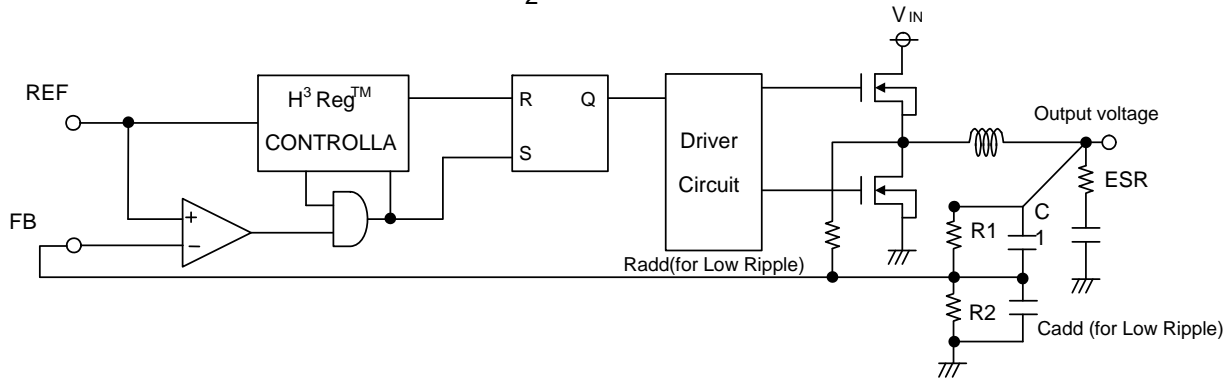 2
V IN
REF
H3 RegTM
CONTROLLA
R
Q
S
Driver
Circuit
Output voltage
ESR
FB
+
−
R1
C
1
Radd(for Low Ripple)
R2
Cadd (for Low Ripple)